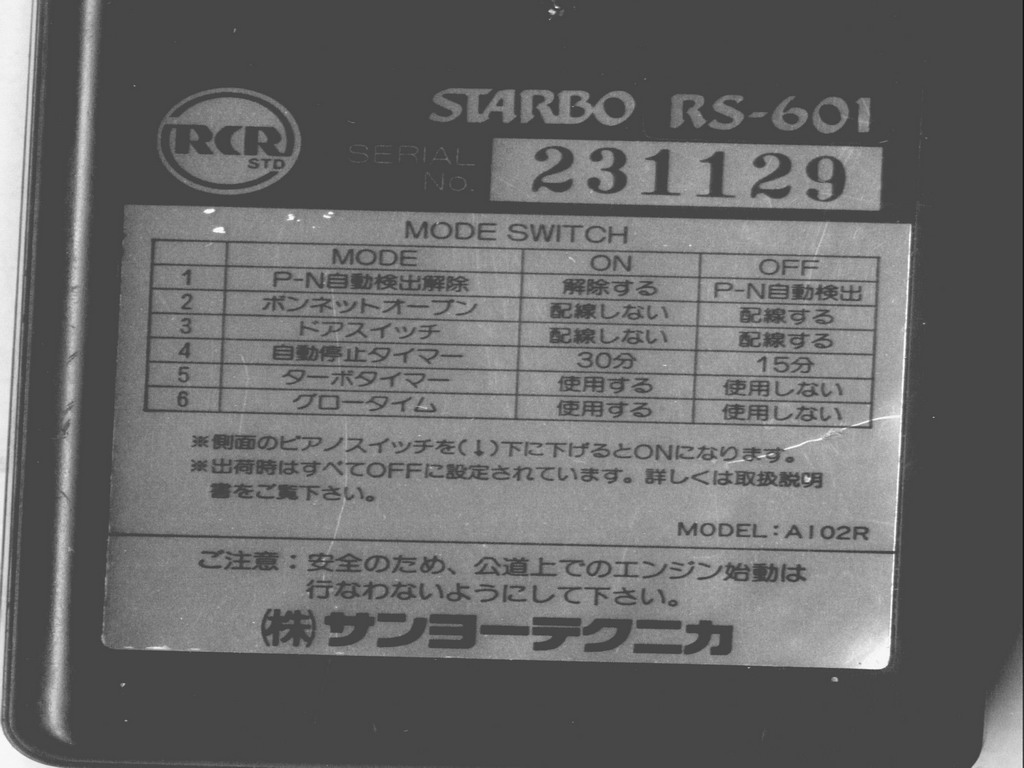 STARBO RS-601
RCR
STD
SERIAL No. 231129
MODE SWITCH
MODE ON OFF
1 P-N自動検出解除 解除する P-N自動検出
2 ボンネットオープン 配線しない 配線する
3 ドアスイッチ 配線しない 配線する
4 自動停止タイマー 30分 15分
5 ターボタイマー 使用する 使用しない
6 グロータイム 使用する 使用しない
※側面のピアノスイッチを(↓)下に下げるとONになります。
※出荷時はすべてOFFに設定されています。詳しくは取扱説明
書をご覧下さい。
MODEL:A102R
ご注意:安全のため、公道上でのエンジン始動は
行なわないようにして下さい。
㈱サンヨーテクニカ